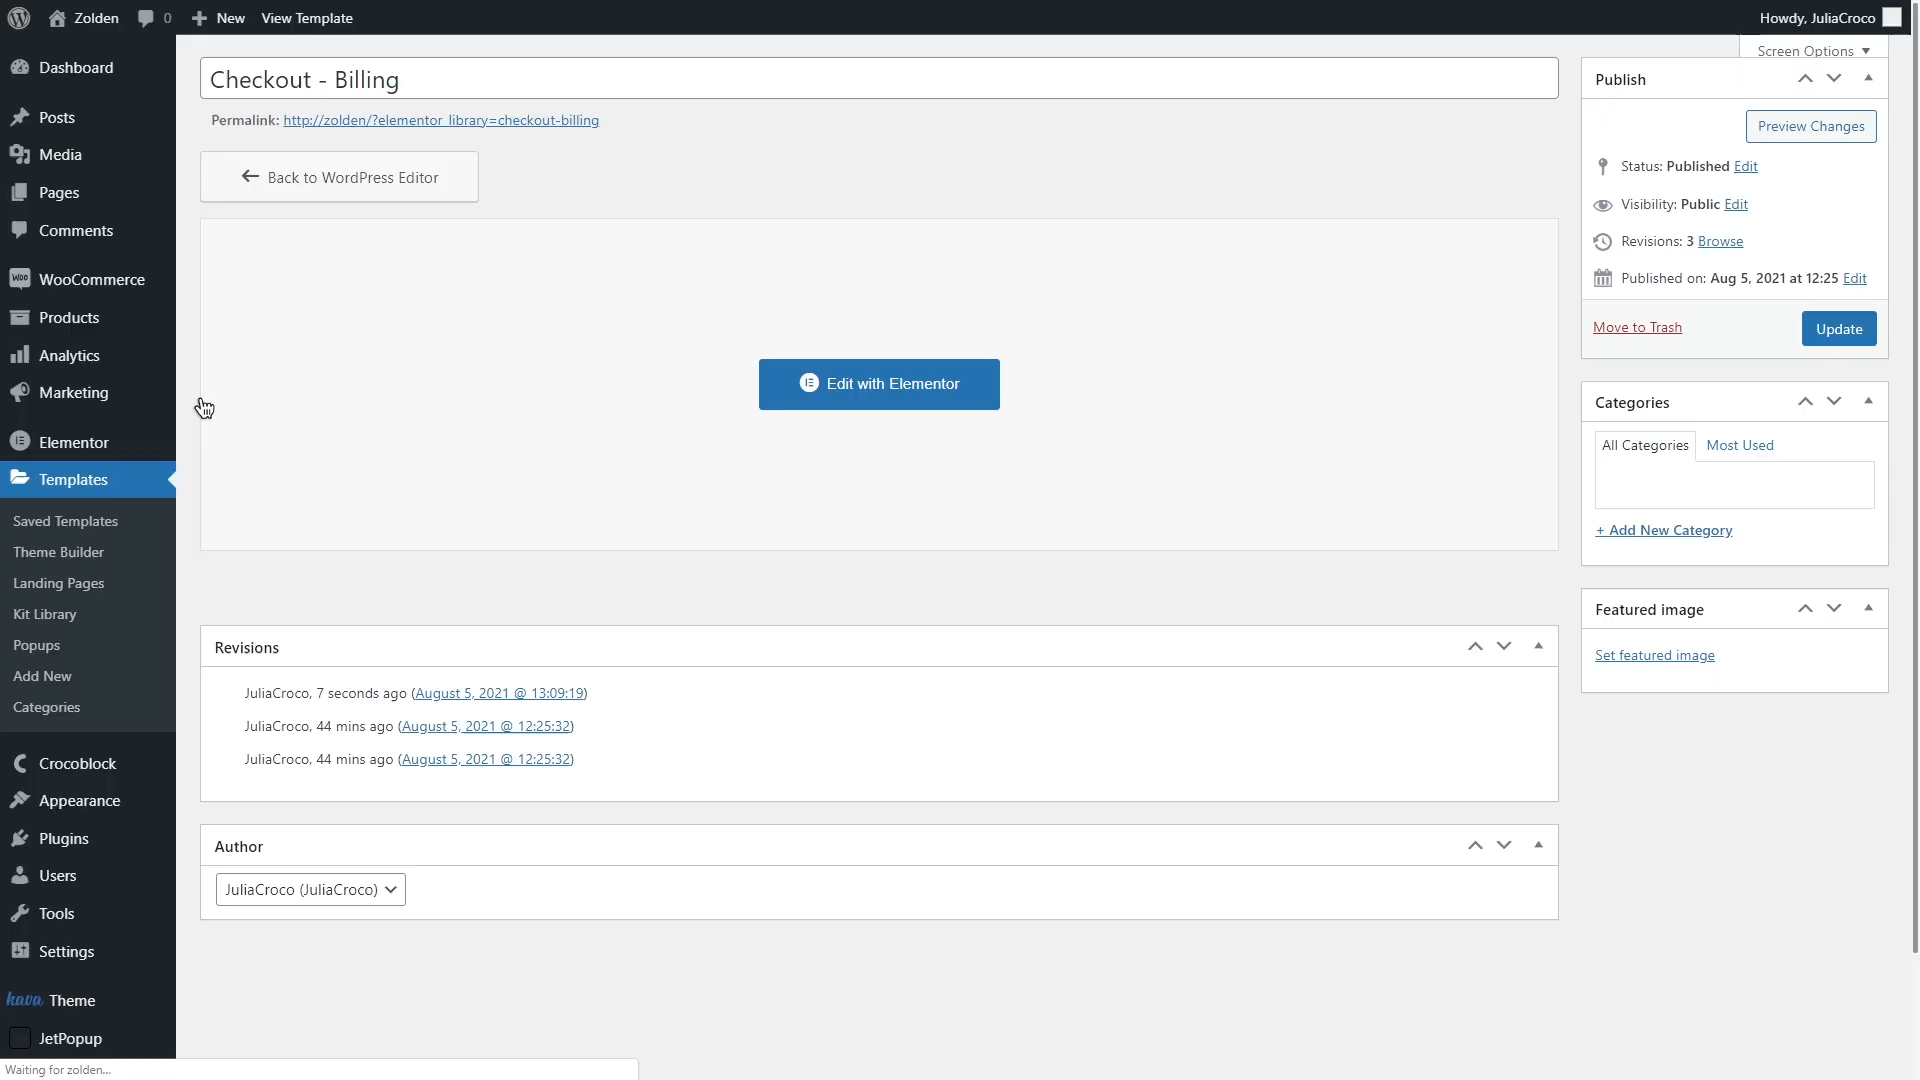 Zolden
0
New
View Template
Howdy, JuliaCroco
Screen Options
Dashboard
Posts
Media
Pages
Comments
WooCommerce
Products
Analytics
Marketing
Elementor
Templates
Saved Templates
Theme Builder
Landing Pages
Kit Library
Popups
Add New
Categories
Crocoblock
Appearance
Plugins
Users
Tools
Settings
kava Theme
JetPopup
Waiting for zolden...
Checkout - Billing
Permalink: http://zolden/?elementor_library=checkout-billing
Back to WordPress Editor
Edit with Elementor
Revisions
JuliaCroco, 7 seconds ago (August 5, 2021 @ 13:09:19)
JuliaCroco, 44 mins ago (August 5, 2021 @ 12:25:32)
JuliaCroco, 44 mins ago (August 5, 2021 @ 12:25:32)
Author
JuliaCroco (JuliaCroco)
Publish
Preview Changes
Status: Published Edit
Visibility: Public Edit
Revisions: 3 Browse
Published on: Aug 5, 2021 at 12:25 Edit
Move to Trash
Update
Categories
All Categories
Most Used
+ Add New Category
Featured image
Set featured image